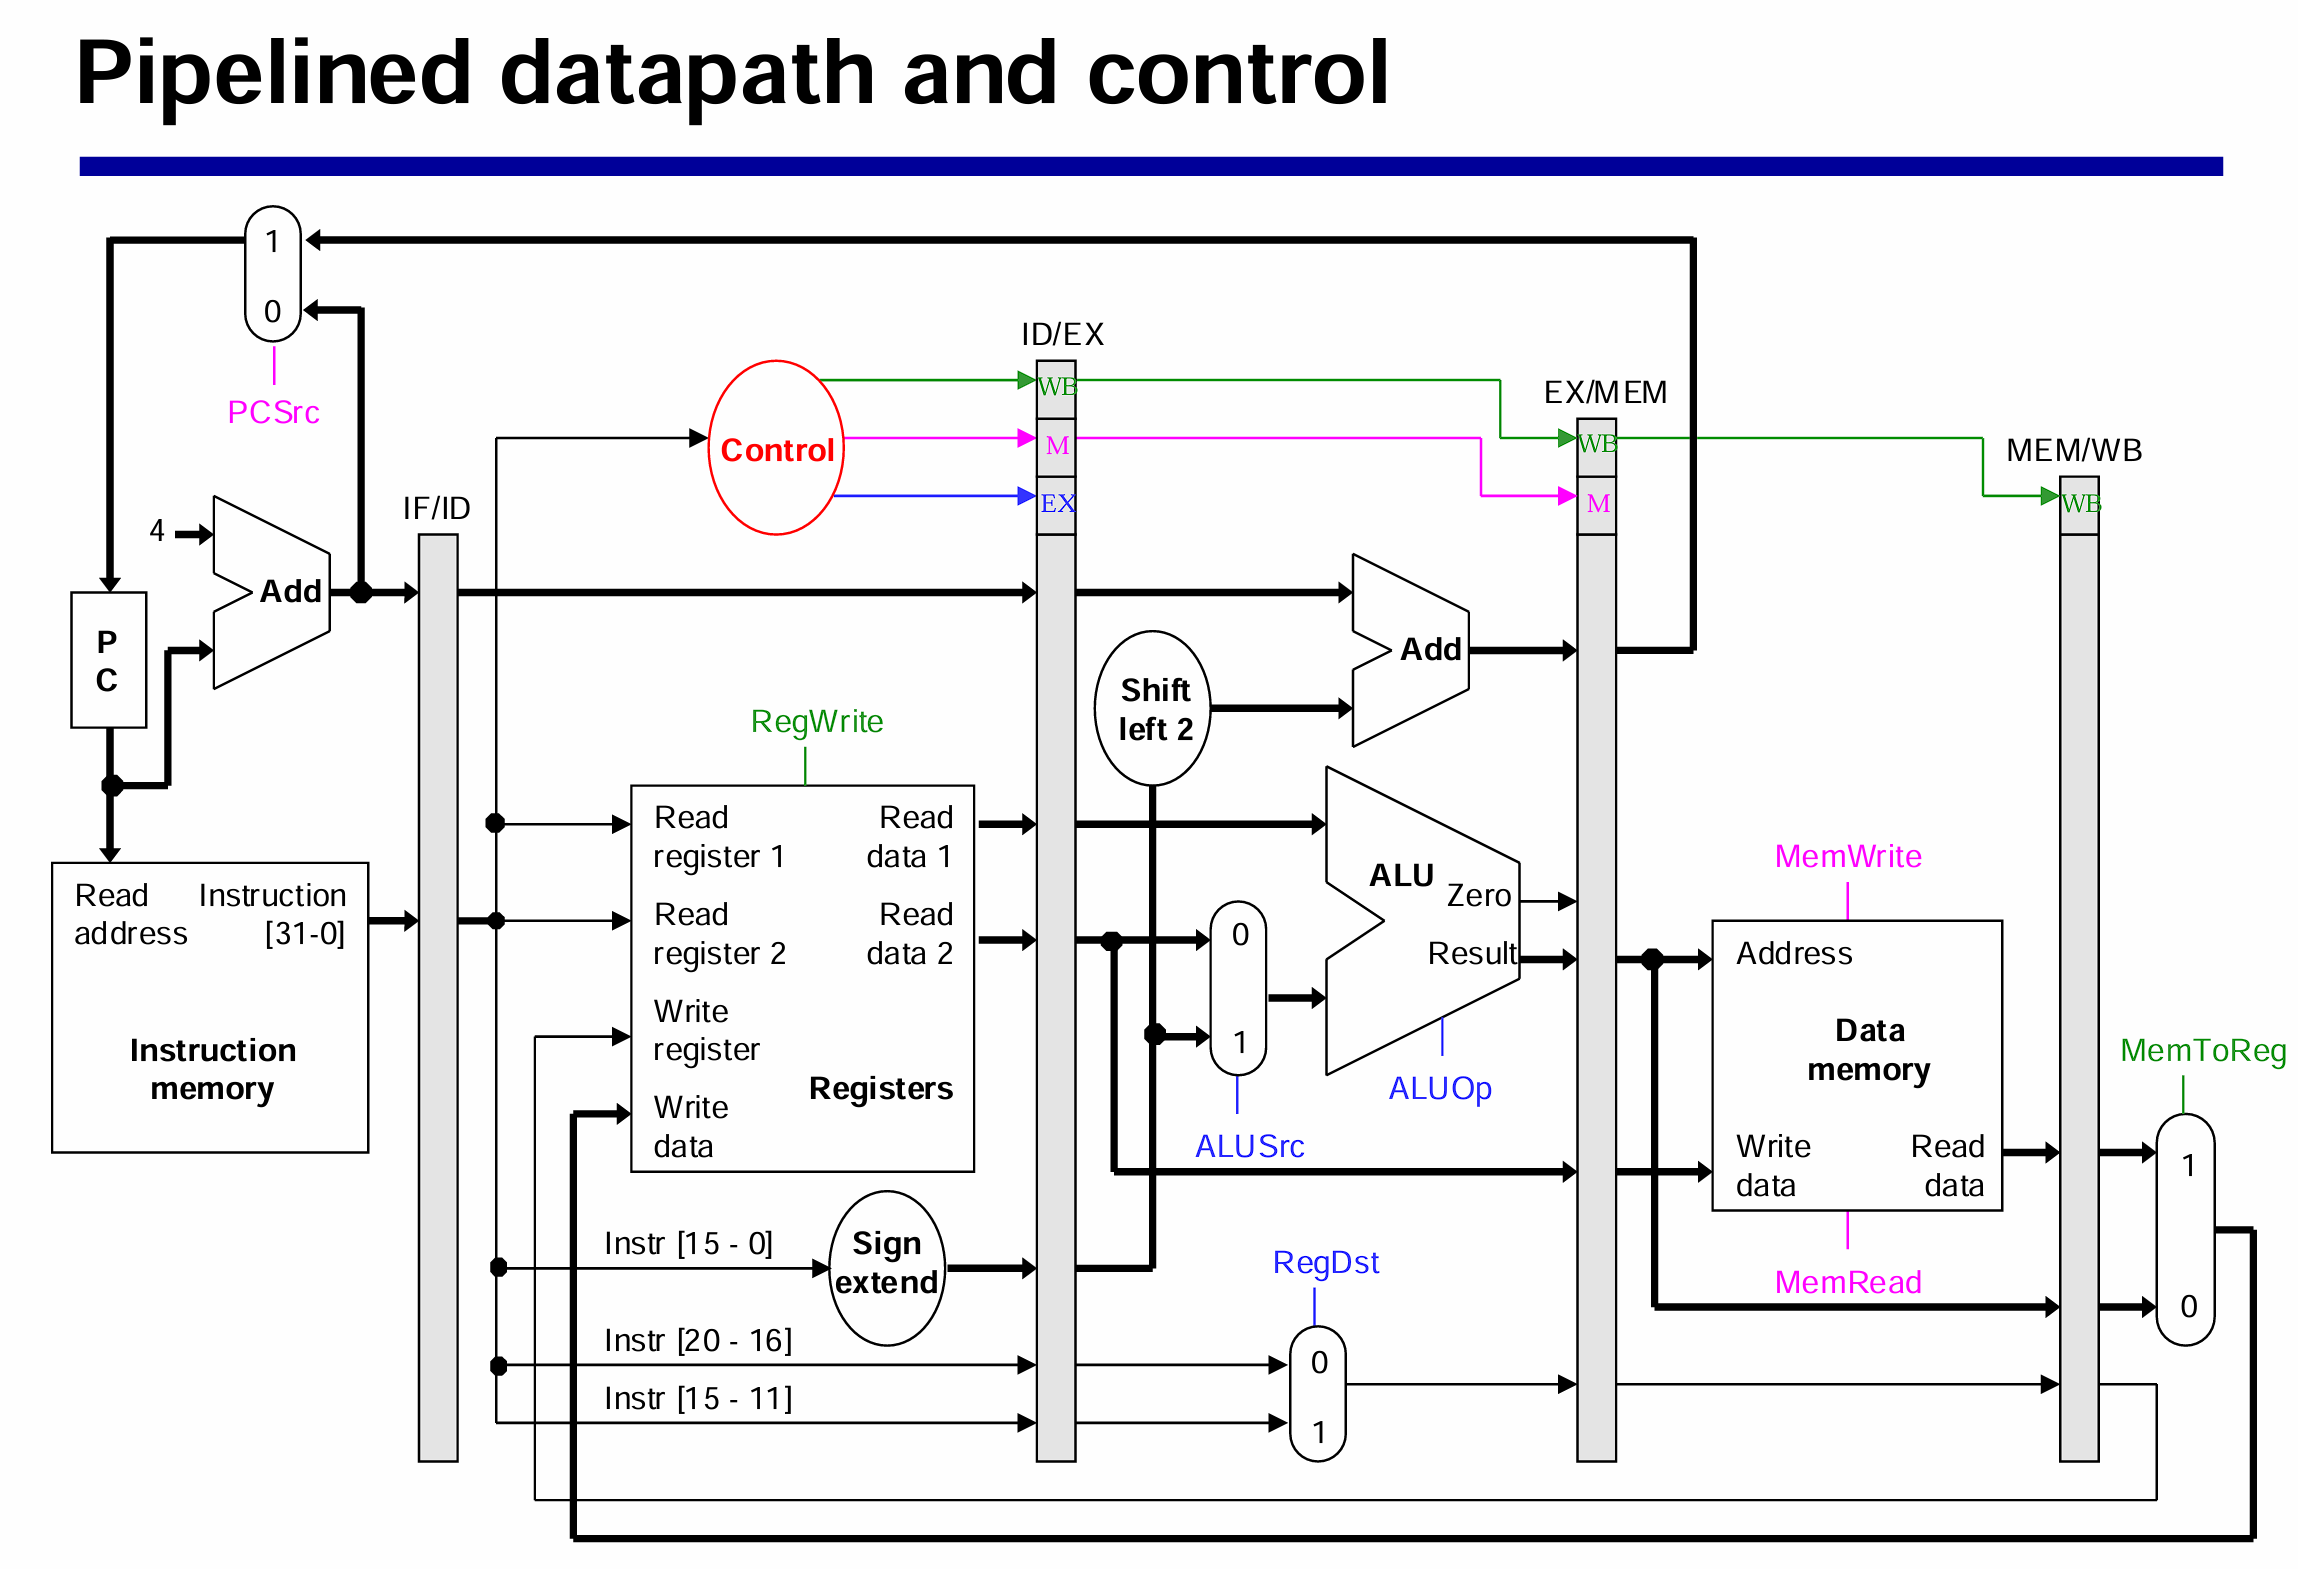 Pipelined datapath and control
1
0
PCSrc
ID/EX
EX/MEM
MEM/WB
IF/ID
WB
M
EX
WB
M
WB
Control
4
Add
P
C
Add
Shift
left 2
RegWrite
Read
register 1
Read
data 1
Read
register 2
Read
data 2
Write
register
Write
data
Registers
Read
address
Instruction
[31-0]
Instruction
memory
ALU
Zero
Result
0
1
ALUSrc
ALUOp
MemWrite
Address
Data
memory
Write
data
Read
data
MemRead
MemToReg
1
0
Instr [15 - 0]
Sign
extend
RegDst
Instr [20 - 16]
Instr [15 - 11]
0
1